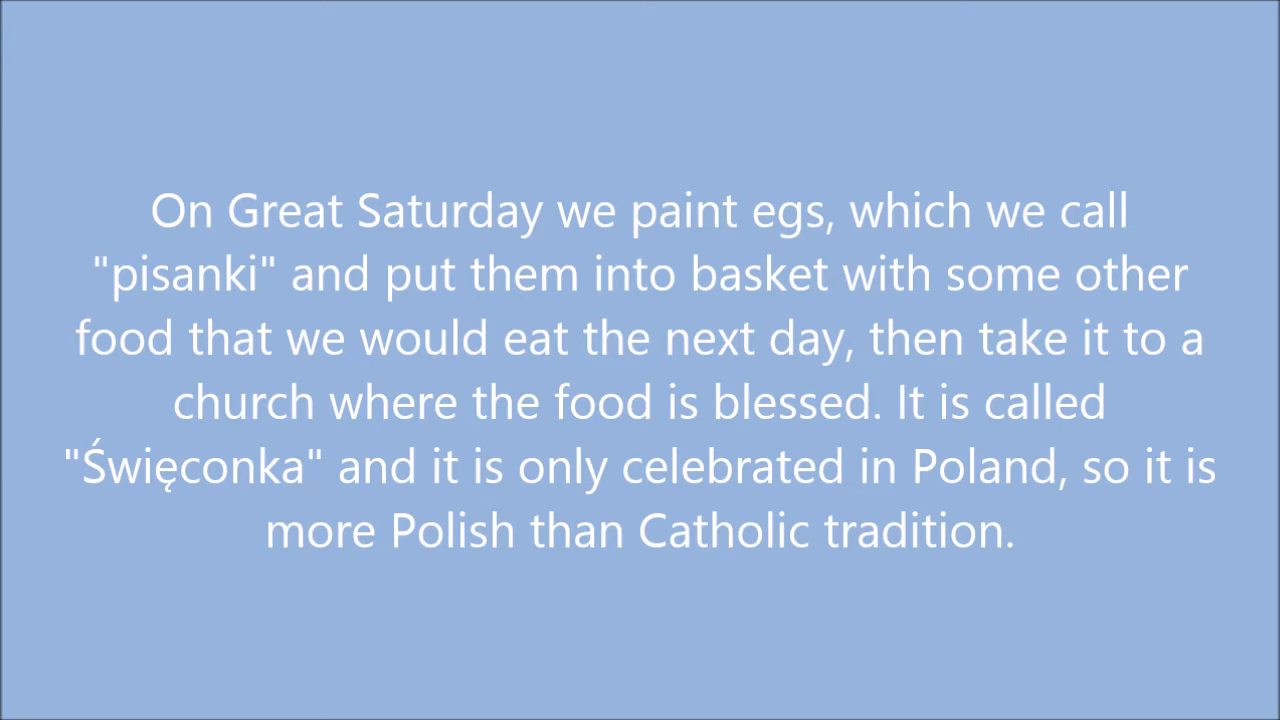 On Great Saturday we paint egs, which we call
"pisanki" and put them into basket with some other
food that we would eat the next day, then take it to a
church where the food is blessed. It is called
"Święconka" and it is only celebrated in Poland, so it is
more Polish than Catholic tradition.